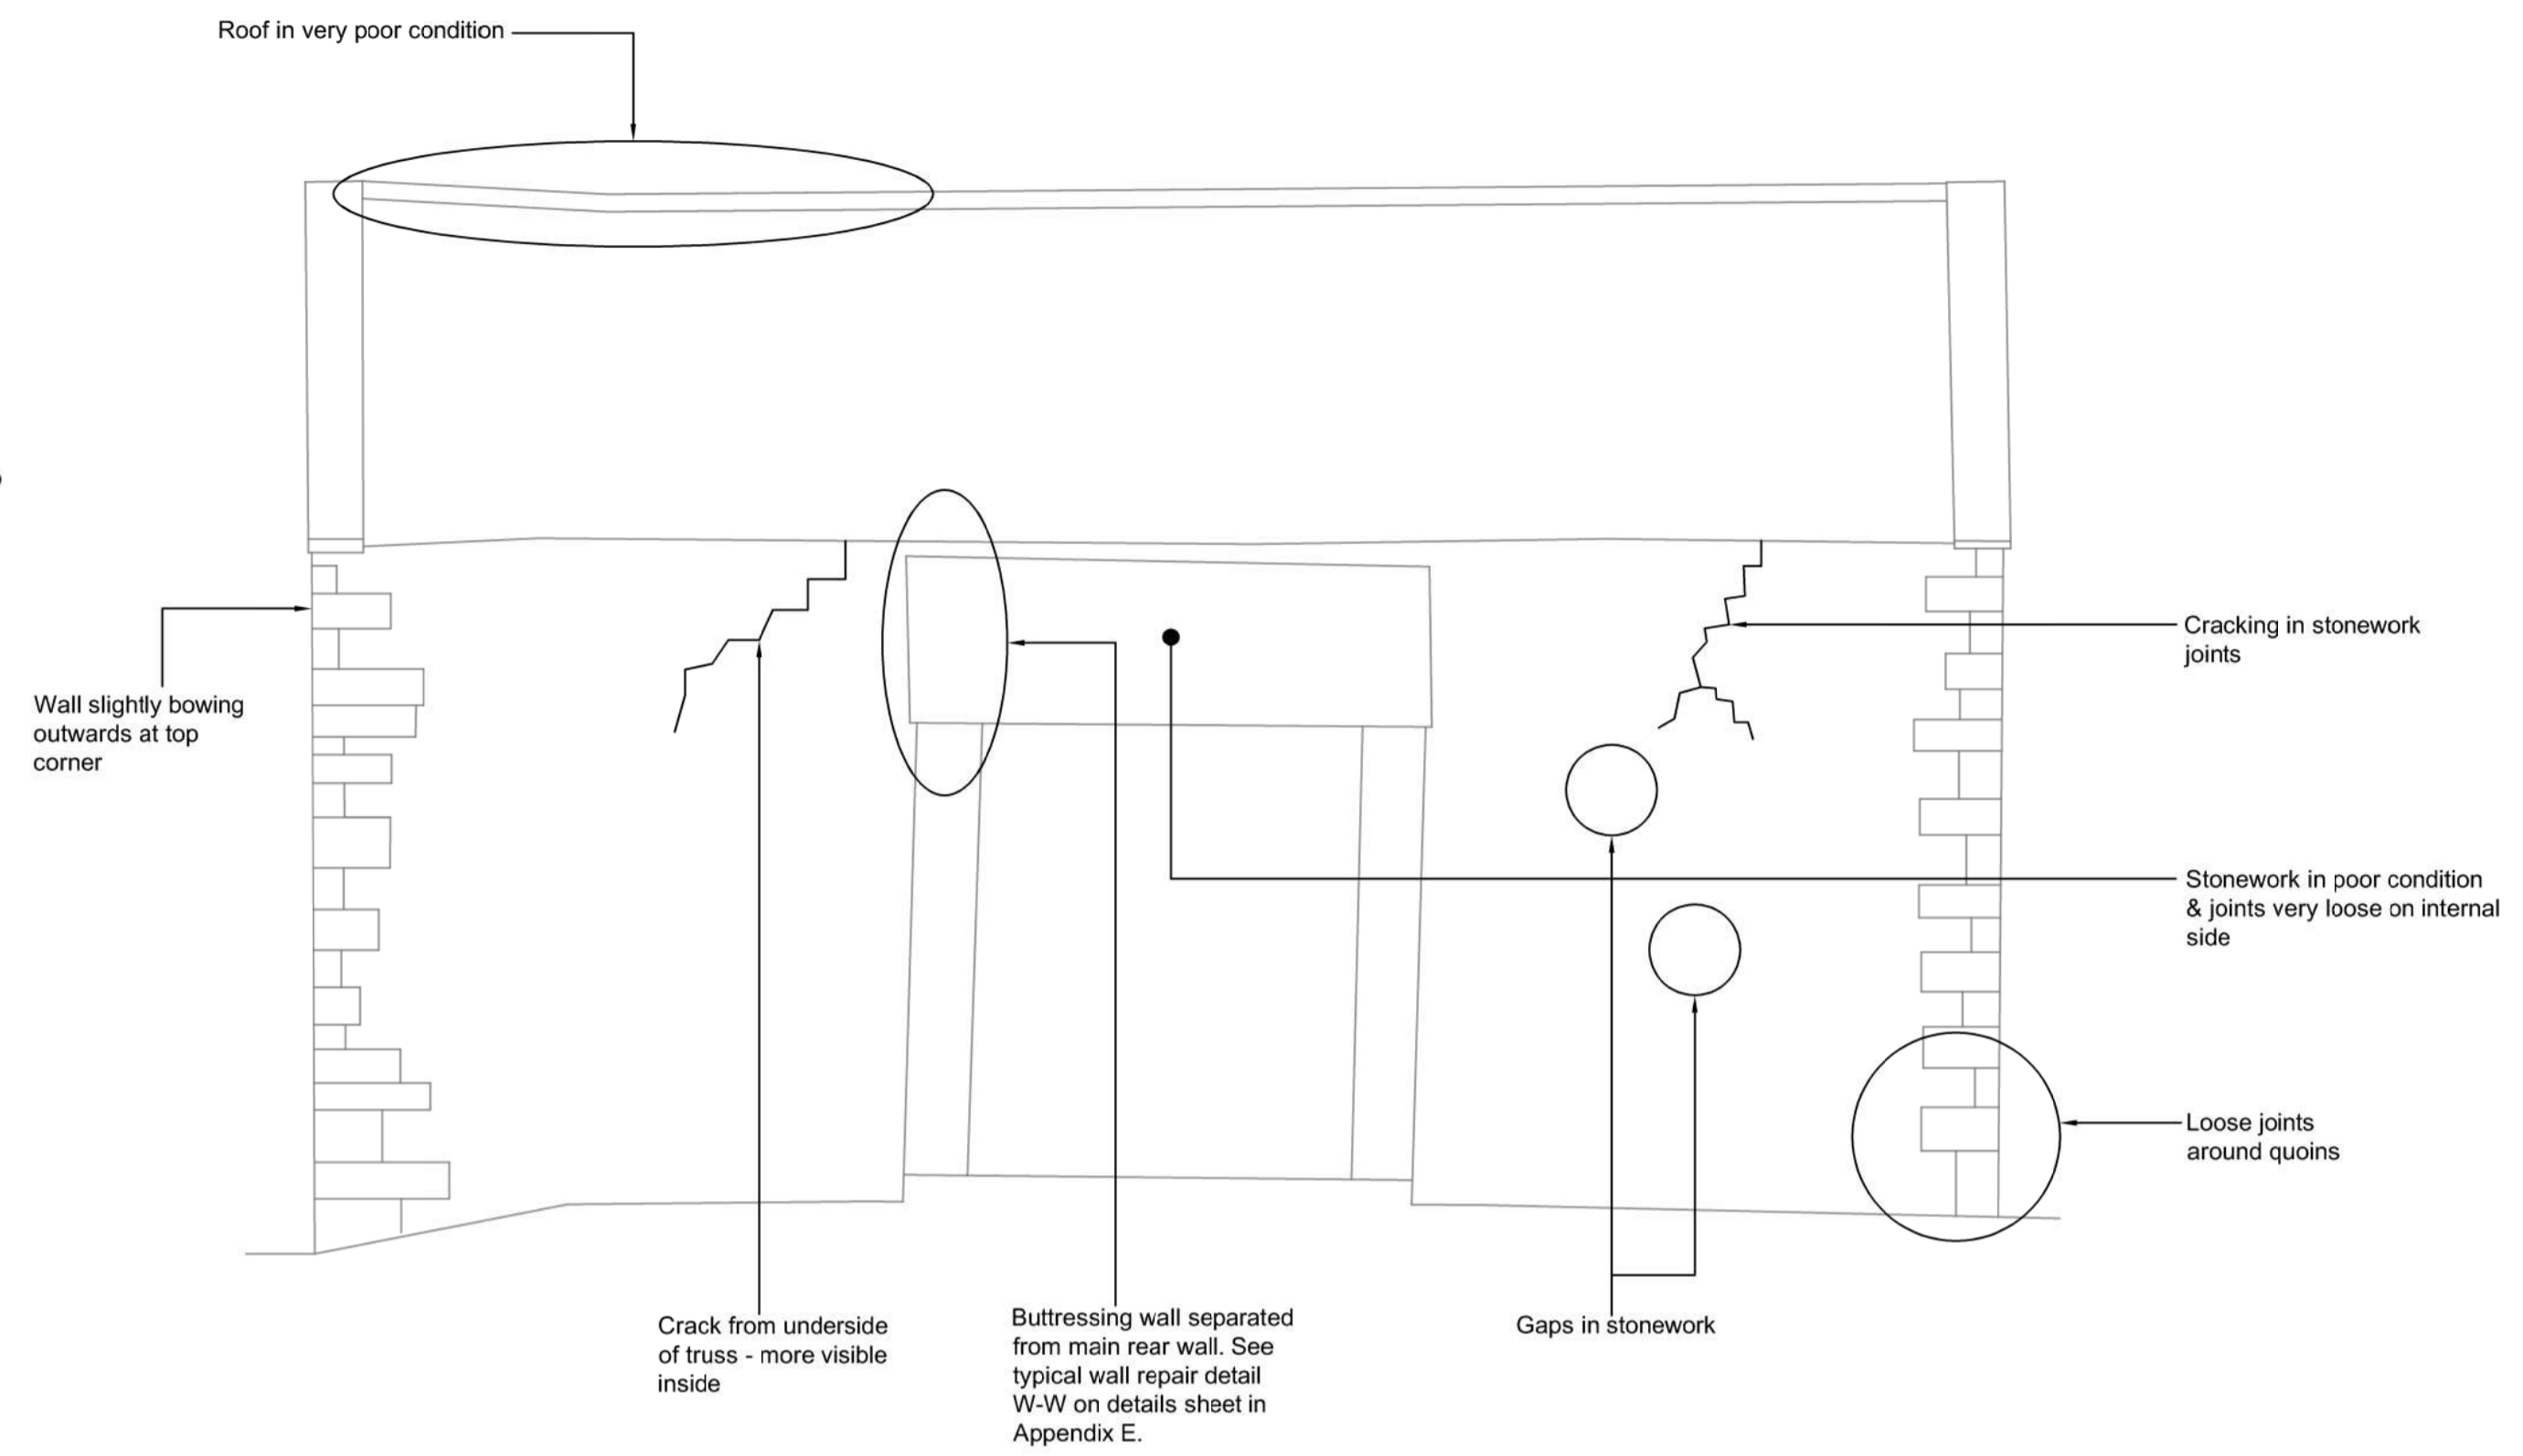 Roof in very poor condition
Wall slightly bowing
outwards at top
corner
Cracking in stonework
joints
Stonework in poor condition
& joints very loose on internal
side
Loose joints
around quoins
Crack from underside
of truss - more visible
inside
Buttressing wall separated
from main rear wall. See
typical wall repair detail
W-W on details sheet in
Appendix E.
Gaps in stonework